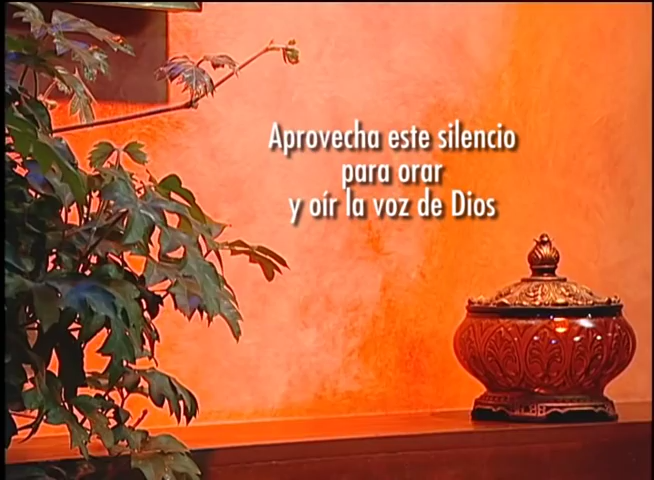 Aprovecha este silencio
para orar
y oír la voz de Dios